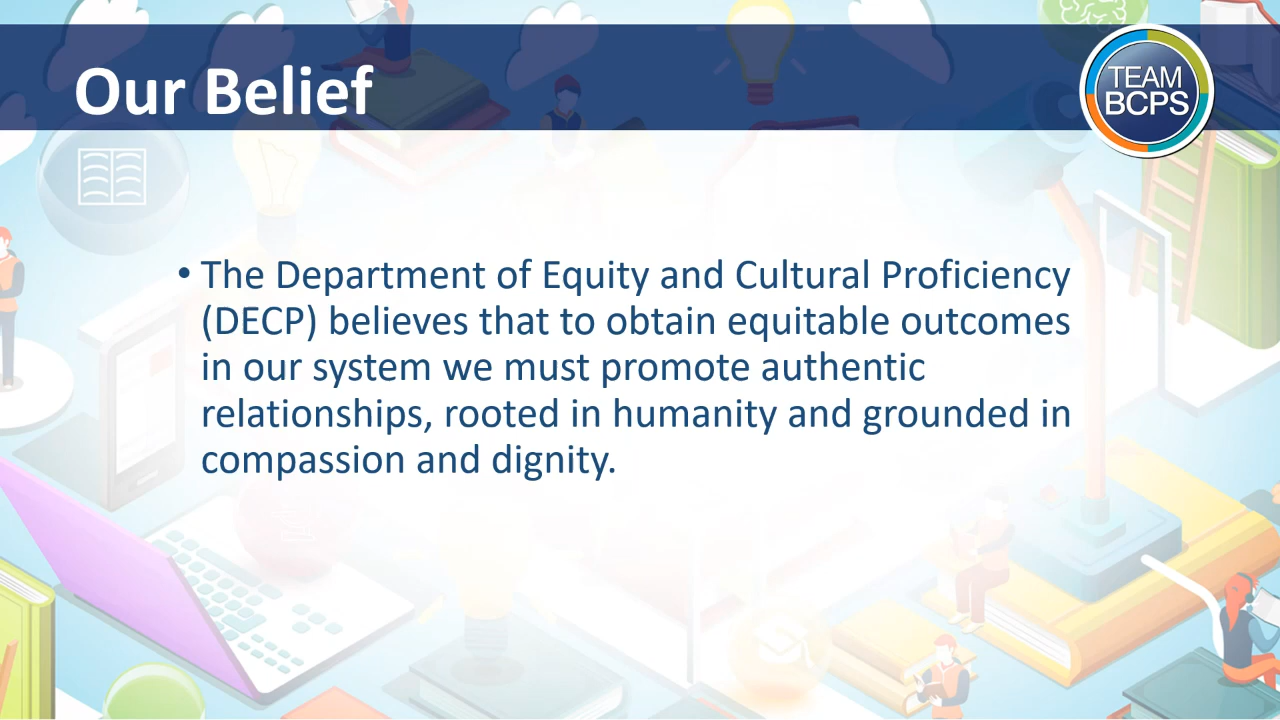 Our Belief
TEAM
BCPS
• The Department of Equity and Cultural Proficiency
(DECP) believes that to obtain equitable outcomes
in our system we must promote authentic
relationships, rooted in humanity and grounded in
compassion and dignity.